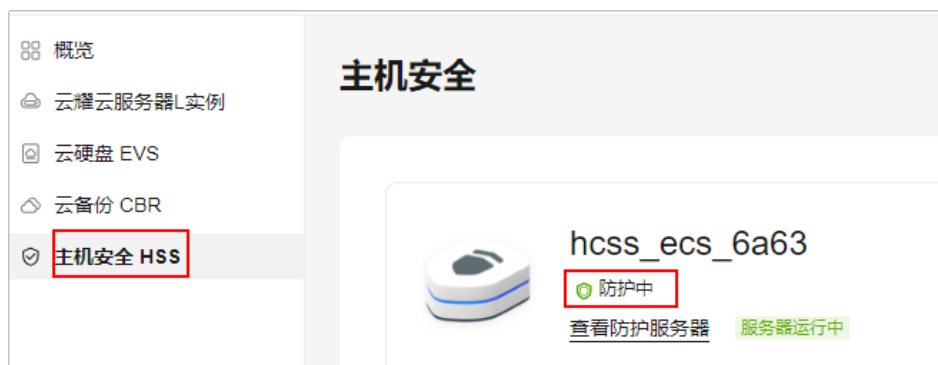 概览
云耀云服务器L实例
云硬盘 EVS
云备份 CBR
主机安全 HSS
主机安全
hcss_ecs_6a63
防护中
查看防护服务器 服务器运行中